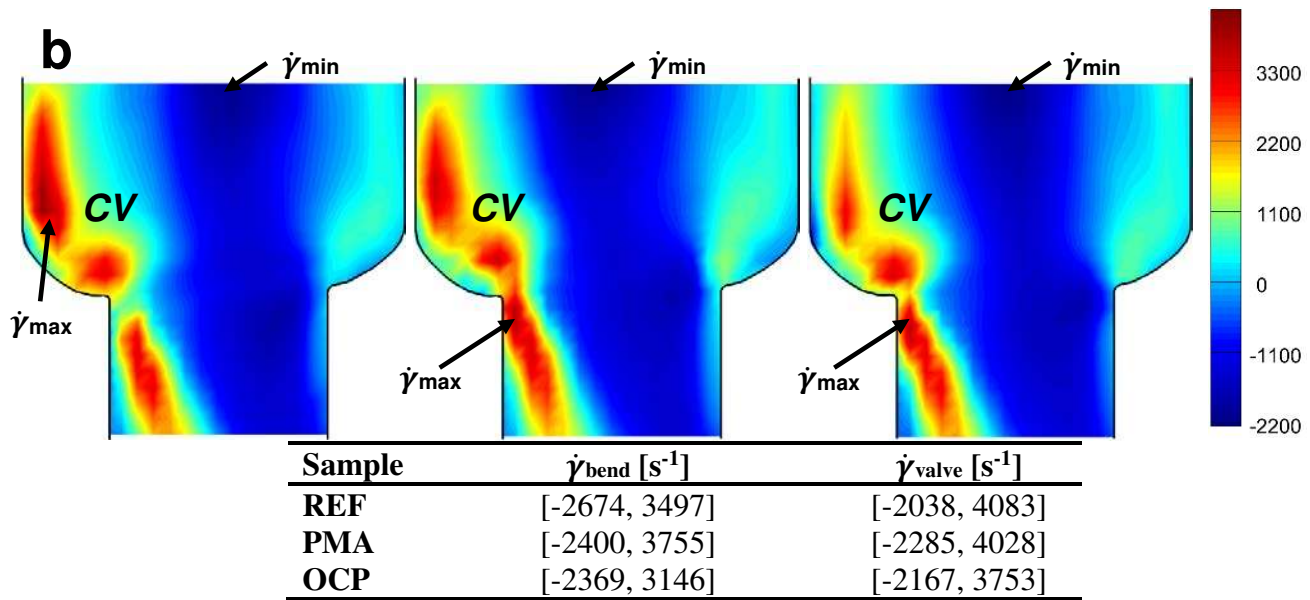 b
γ̇min
γ̇min
γ̇min
CV
CV
CV
γ̇max
γ̇max
γ̇max
3300
2200
1100
0
-1100
-2200
Sample γ̇bend [s⁻¹] γ̇valve [s⁻¹]
REF [-2674, 3497] [-2038, 4083]
PMA [-2400, 3755] [-2285, 4028]
OCP [-2369, 3146] [-2167, 3753]